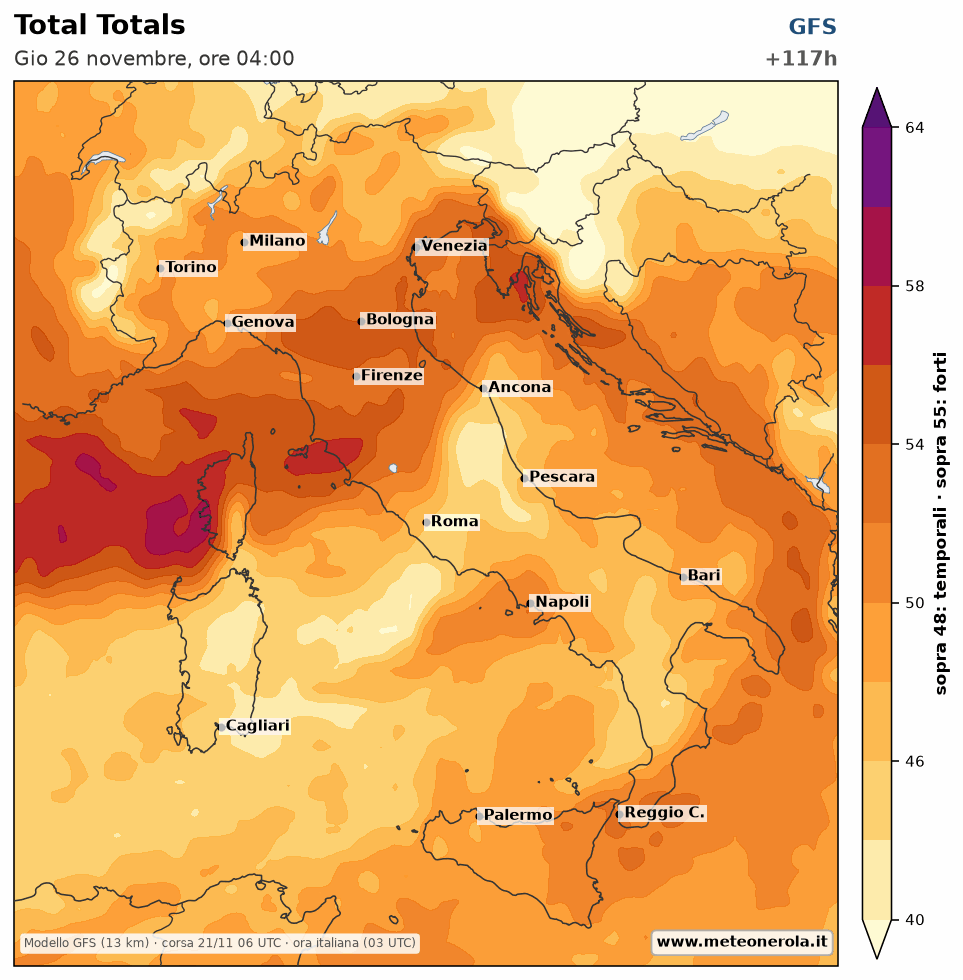 Total Totals
GFS
Gio 26 novembre, ore 04:00
+117h
64
Milano
Venezia
Torino
58
Genova
Bologna
Firenze
Ancona
54
Pescara
Roma
Bari
50
Napoli
sopra 48: temporali · sopra 55: forti
Cagliari
46
Palermo
Reggio C.
40
Modello GFS (13 km) · corsa 21/11 06 UTC · ora italiana (03 UTC)
www.meteonerola.it